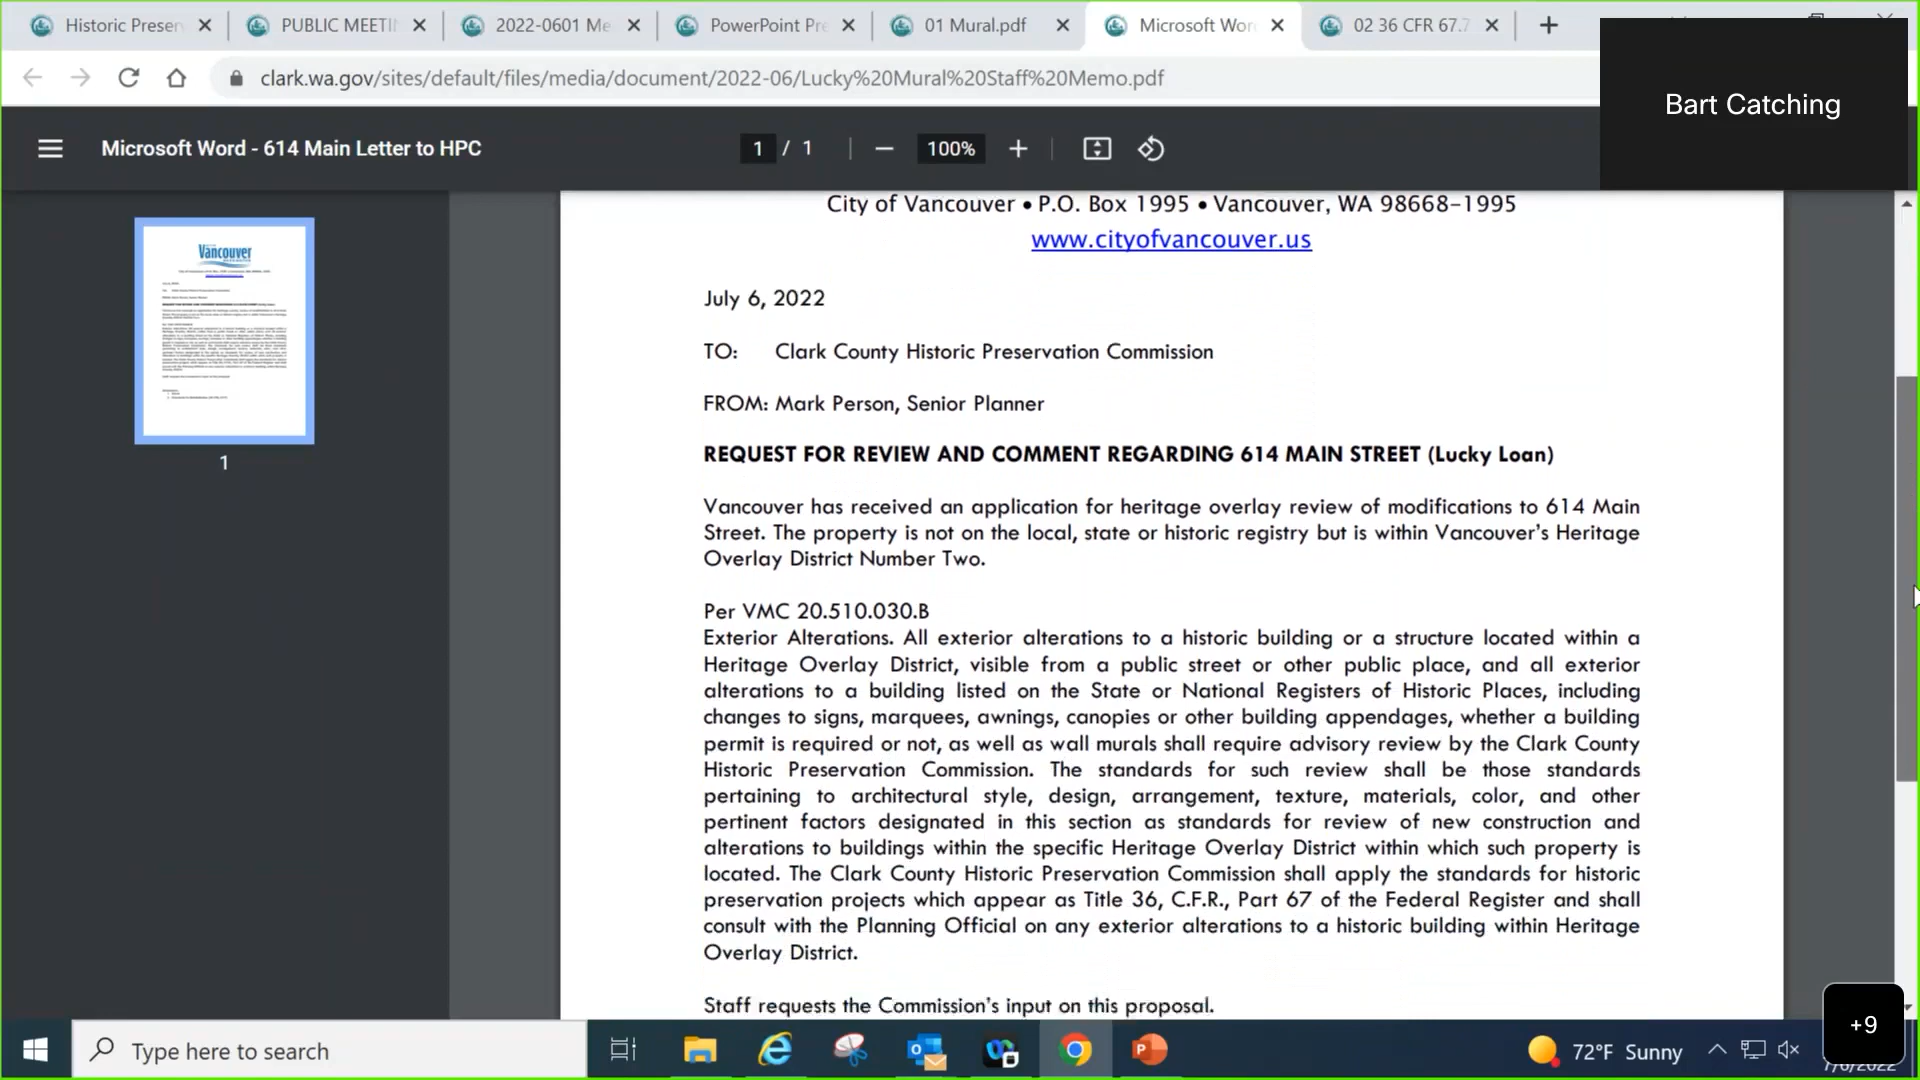 Historic Preser
PUBLIC MEETI
2022-0601 Me
PowerPoint Pre
01 Mural.pdf
Microsoft Wor
02 36 CFR 67.7
clark.wa.gov/sites/default/files/media/document/2022-06/Lucky%20Mural%20Staff%20Memo.pdf
Bart Catching
Microsoft Word - 614 Main Letter to HPC
1 / 1
100%
Vancouver
1
City of Vancouver • P.O. Box 1995 • Vancouver, WA 98668-1995
www.cityofvancouver.us
July 6, 2022
TO: Clark County Historic Preservation Commission
FROM: Mark Person, Senior Planner
REQUEST FOR REVIEW AND COMMENT REGARDING 614 MAIN STREET (Lucky Loan)
Vancouver has received an application for heritage overlay review of modifications to 614 Main
Street. The property is not on the local, state or historic registry but is within Vancouver's Heritage
Overlay District Number Two.
Per VMC 20.510.030.B
Exterior Alterations. All exterior alterations to a historic building or a structure located within a
Heritage Overlay District, visible from a public street or other public place, and all exterior
alterations to a building listed on the State or National Registers of Historic Places, including
changes to signs, marquees, awnings, canopies or other building appendages, whether a building
permit is required or not, as well as wall murals shall require advisory review by the Clark County
Historic Preservation Commission. The standards for such review shall be those standards
pertaining to architectural style, design, arrangement, texture, materials, color, and other
pertinent factors designated in this section as standards for review of new construction and
alterations to buildings within the specific Heritage Overlay District within which such property is
located. The Clark County Historic Preservation Commission shall apply the standards for historic
preservation projects which appear as Title 36, C.F.R., Part 67 of the Federal Register and shall
consult with the Planning Official on any exterior alterations to a historic building within Heritage
Overlay District.
Staff requests the Commission's input on this proposal.
+9
Type here to search
72°F Sunny